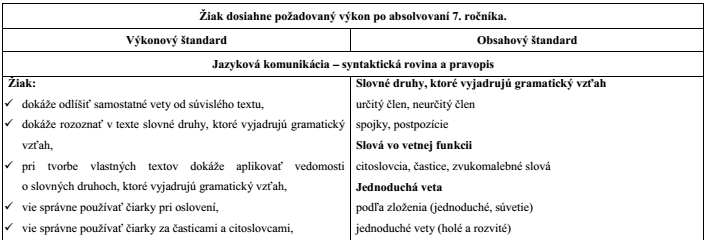 Žiak dosiahne požadovaný výkon po absolvovaní 7. ročníka.
Výkonový štandard
Obsahový štandard
Jazyková komunikácia – syntaktická rovina a pravopis
Žiak:
✓ dokáže odlíšiť samostatné vety od súvislého textu,
✓ dokáže rozoznať v texte slovné druhy, ktoré vyjadrujú gramatický
vzťah,
✓ pri tvorbe vlastných textov dokáže aplikovať vedomosti
o slovných druhoch, ktoré vyjadrujú gramatický vzťah,
✓ vie správne používať čiarky pri oslovení,
✓ vie správne používať čiarky za časticami a citoslovcami,
Slovné druhy, ktoré vyjadrujú gramatický vzťah
určitý člen, neurčitý člen
spojky, postpozície
Slová vo vetnej funkcii
citoslovcia, častice, zvukomalebné slová
Jednoduchá veta
podľa zloženia (jednoduché, súvetie)
jednoduché vety (holé a rozvité)